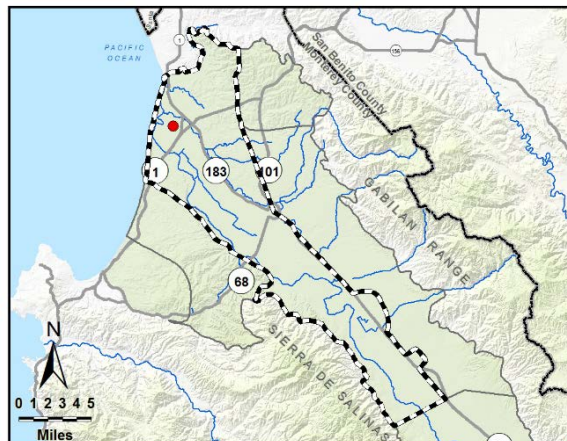 1
156
PACIFIC
OCEAN
San Benito County
Monterey County
183
101
1
GABILAN RANGE
68
SIERRA DE SALINAS
N
0 1 2 3 4 5
Miles